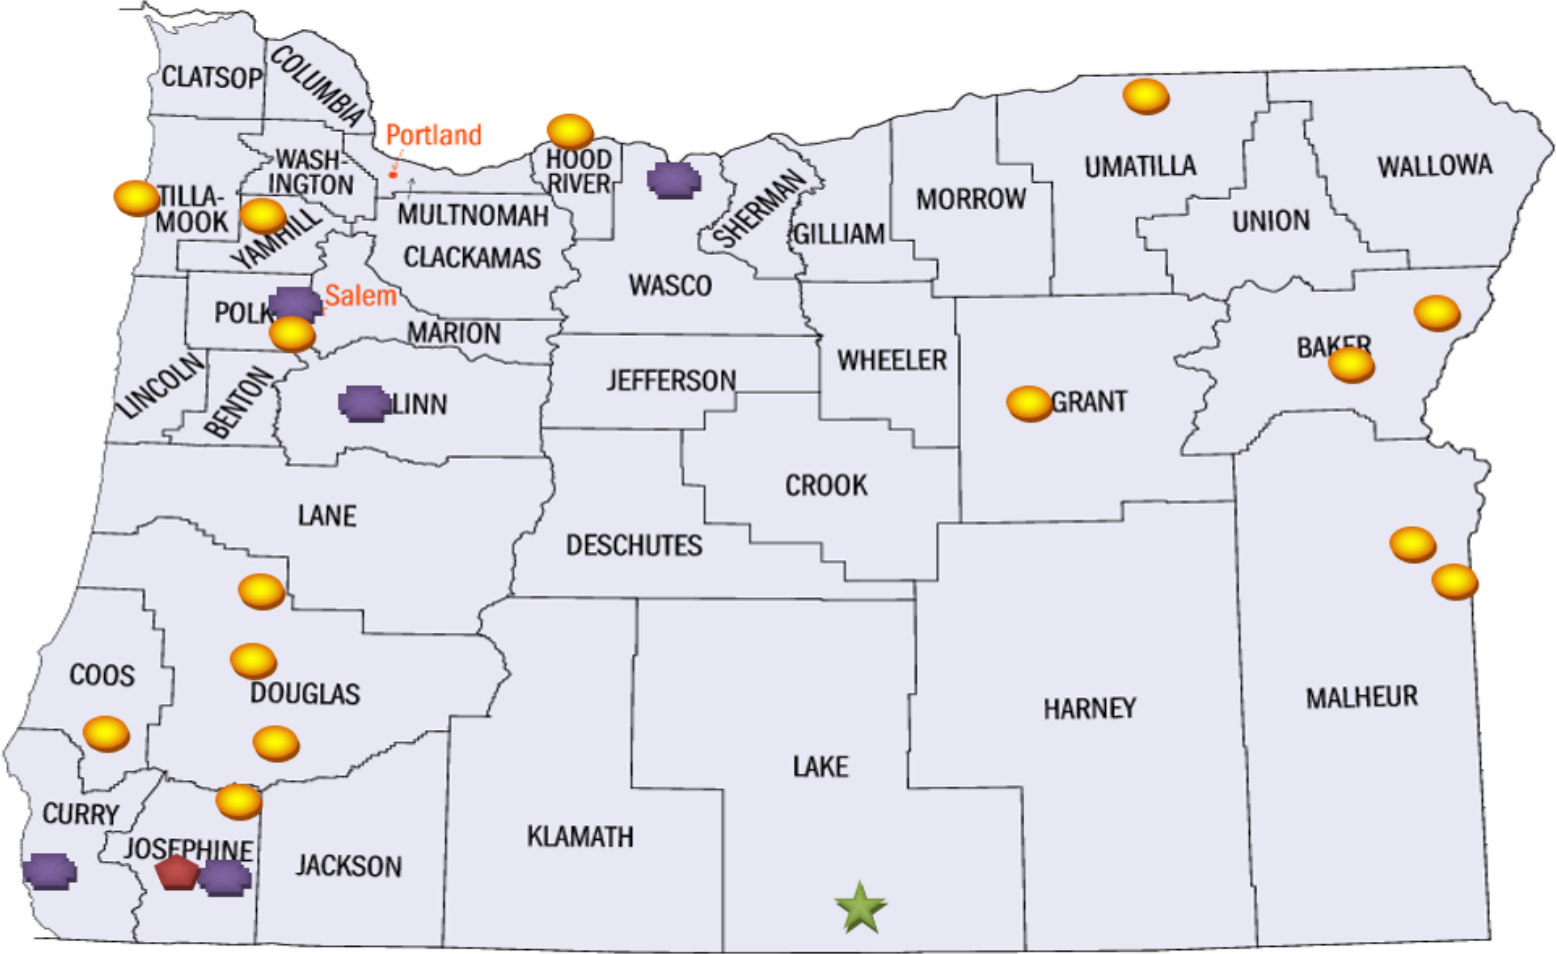 CLATSOP
COLUMBIA
Portland
WASH-
INGTON
HOOD
RIVER
TILLA-
MOOK
YAMHILL
MULTNOMAH
CLACKAMAS
WASCO
SHERMAN
GILLIAM
MORROW
UMATILLA
UNION
WALLOWA
POLK
Salem
MARION
LINCOLN
BENTON
LINN
JEFFERSON
WHEELER
GRANT
BAKER
LANE
DESCHUTES
CROOK
COOS
DOUGLAS
HARNEY
MALHEUR
LAKE
CURRY
JOSEPHINE
JACKSON
KLAMATH